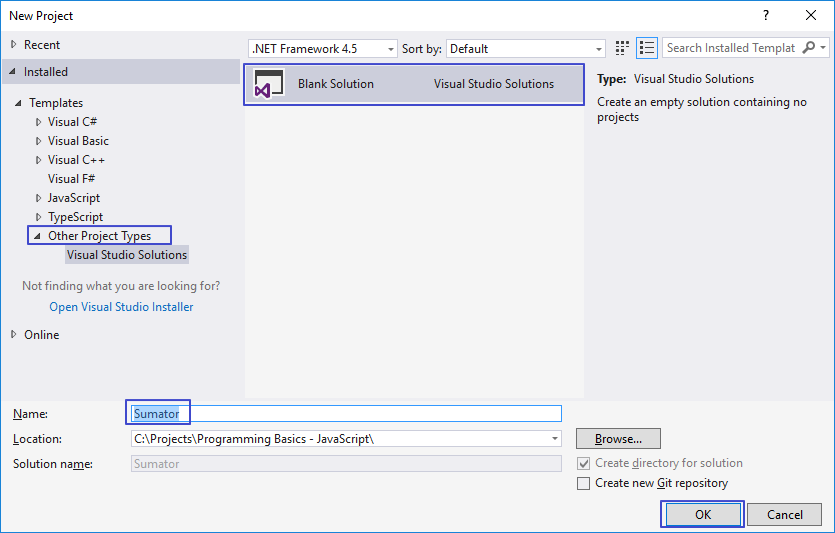 New Project
?
Recent
.NET Framework 4.5
Sort by:
Default
Search Installed Templat
Installed
Templates
Visual C#
Visual Basic
Visual C++
Visual F#
JavaScript
TypeScript
Other Project Types
Visual Studio Solutions
Not finding what you are looking for?
Open Visual Studio Installer
Online
Blank Solution
Visual Studio Solutions
Type: Visual Studio Solutions
Create an empty solution containing no
projects
Name:
Sumator
Location:
C:\Projects\Programming Basics - JavaScript\
Browse...
Solution name:
Sumator
Create directory for solution
Create new Git repository
OK
Cancel